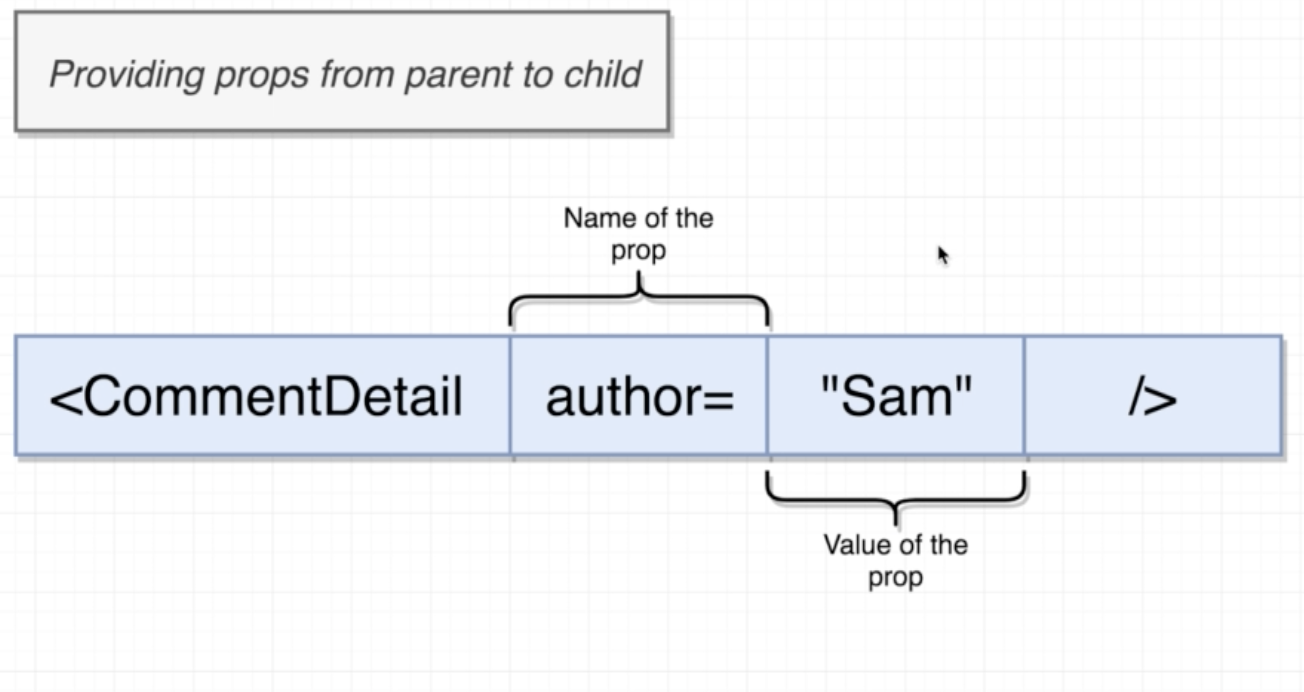 Providing props from parent to child
Name of the
prop
<CommentDetail author= "Sam" />
Value of the
prop